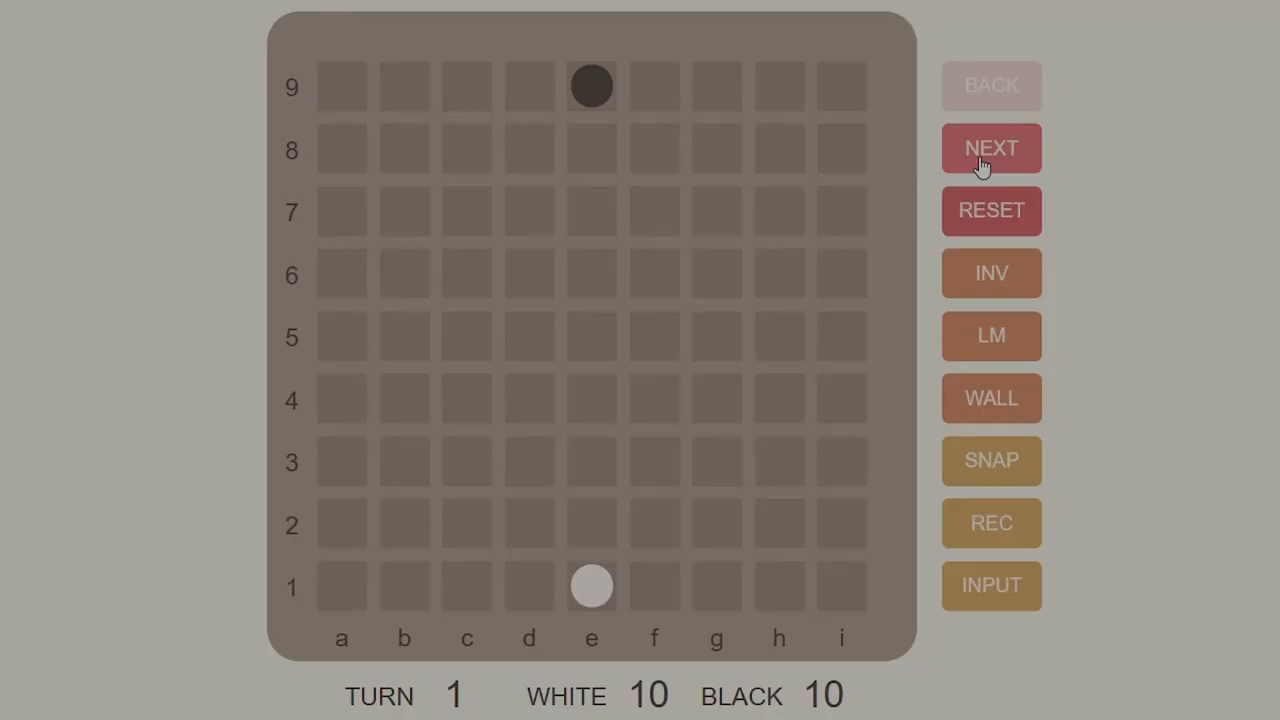 9 BACK
8 NEXT
7 RESET
6 INV
5 LM
4 WALL
3 SNAP
2 REC
1 INPUT
a b c d e f g h i
TURN 1 WHITE 10 BLACK 10